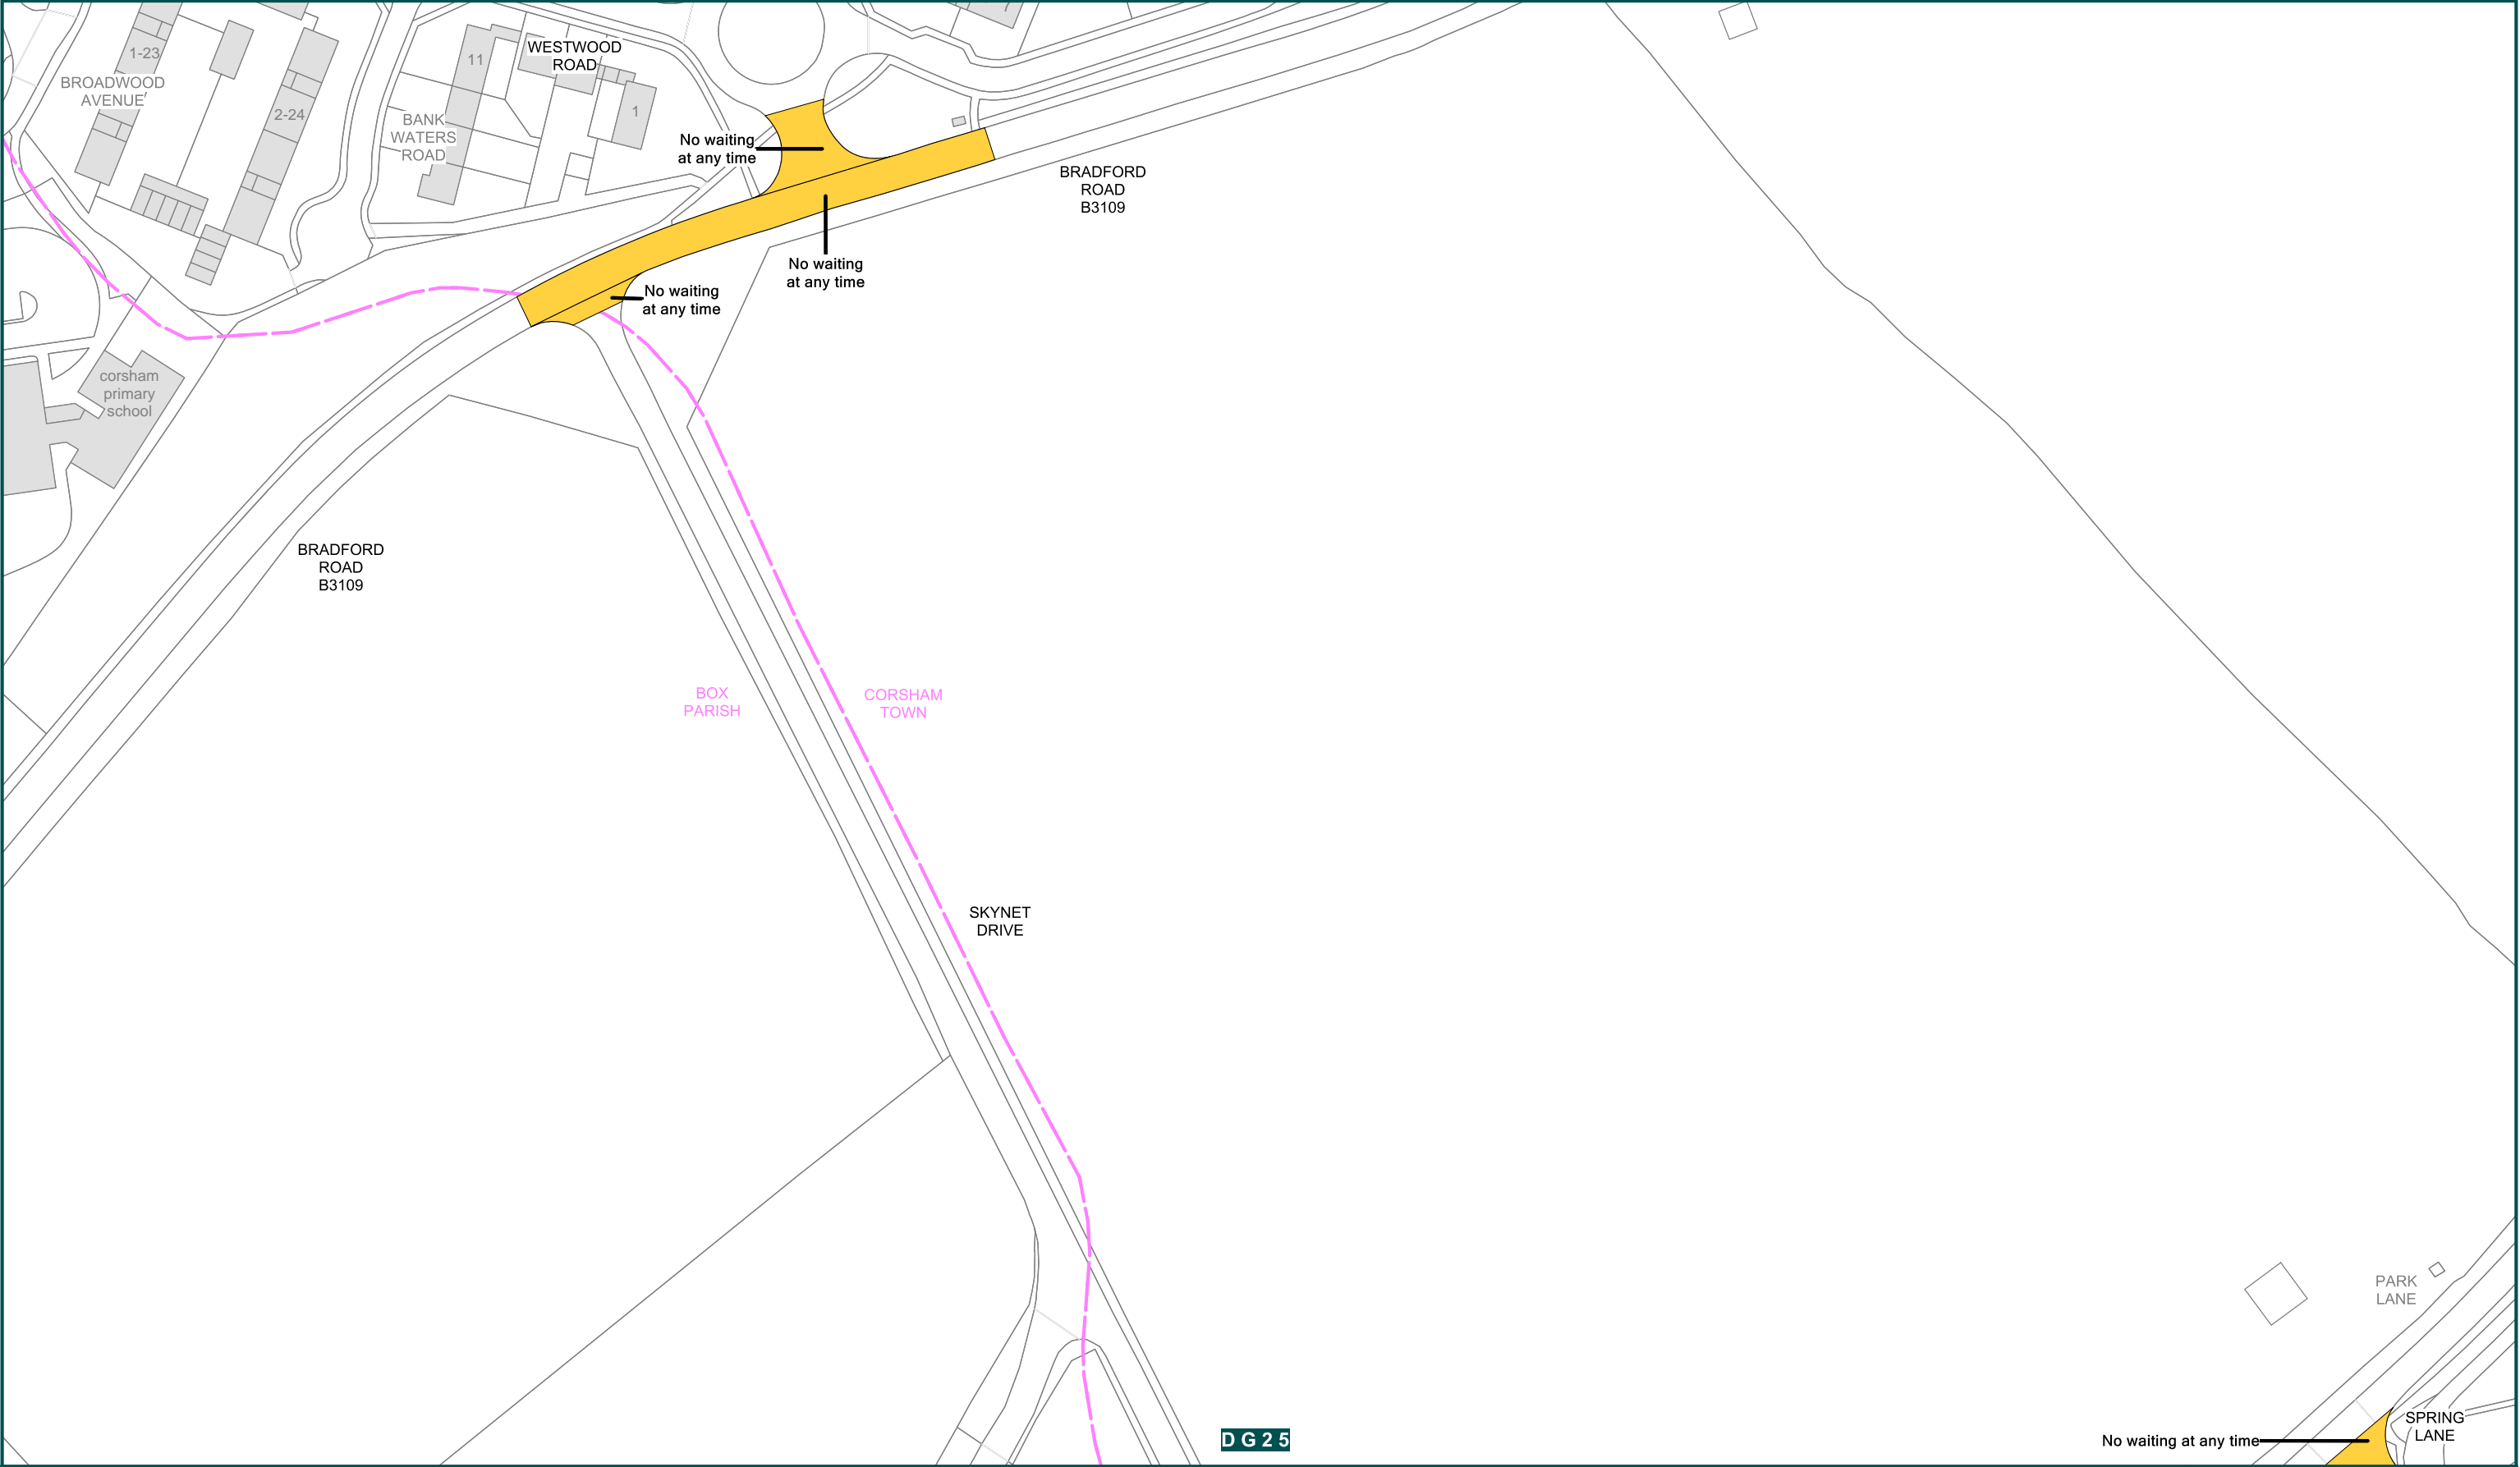 7
1-23
BROADWOOD
AVENUE
2-24
11
WESTWOOD
ROAD
1
BANK
WATERS
ROAD
No waiting
at any time
BRADFORD
ROAD
B3109
No waiting
at any time
No waiting
at any time
corsham
primary
school
BRADFORD
ROAD
B3109
BOX
PARISH
CORSHAM
TOWN
SKYNET
DRIVE
PARK
LANE
SPRING
LANE
No waiting at any time
DG25